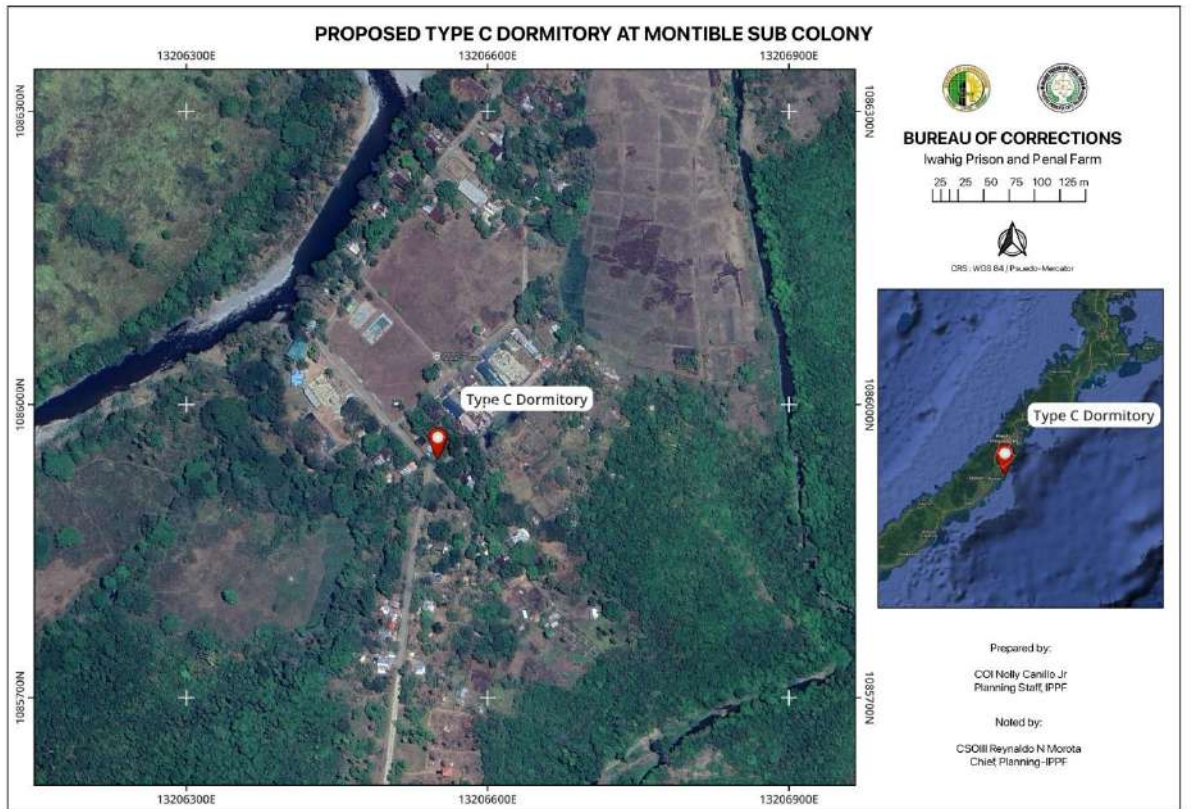 PROPOSED TYPE C DORMITORY AT MONTIBLE SUB COLONY
13206300E 13206600E 13206900E
1086300N 1086300N
1086000N 1086000N
1085700N 1085700N
Type C Dormitory
13206300E 13206600E 13206900E
BUREAU OF CORRECTIONS
Iwahig Prison and Penal Farm
25 25 50 75 100 125 m
CRS : WGS 84 / Psuedo-Mercator
Type C Dormitory
Prepared by:
COI Nolly Canillo Jr
Planning Staff, IPPF
Noted by:
CSOIII Reynaldo N Morota
Chief, Planning-IPPF